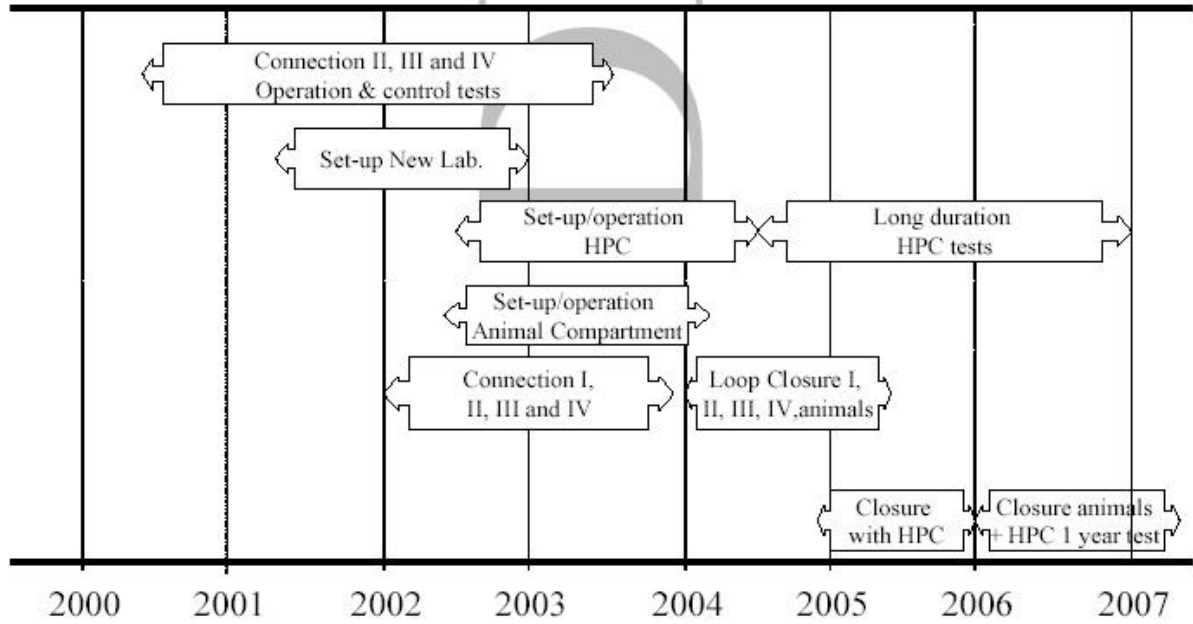 Connection II, III and IV
Operation & control tests
Set-up New Lab.
Set-up/operation
HPC
Long duration
HPC tests
Set-up/operation
Animal Compartment
Connection I,
II, III and IV
Loop Closure I,
II, III, IV,animals
Closure
with HPC
Closure animals
+ HPC 1 year test
2000 2001 2002 2003 2004 2005 2006 2007